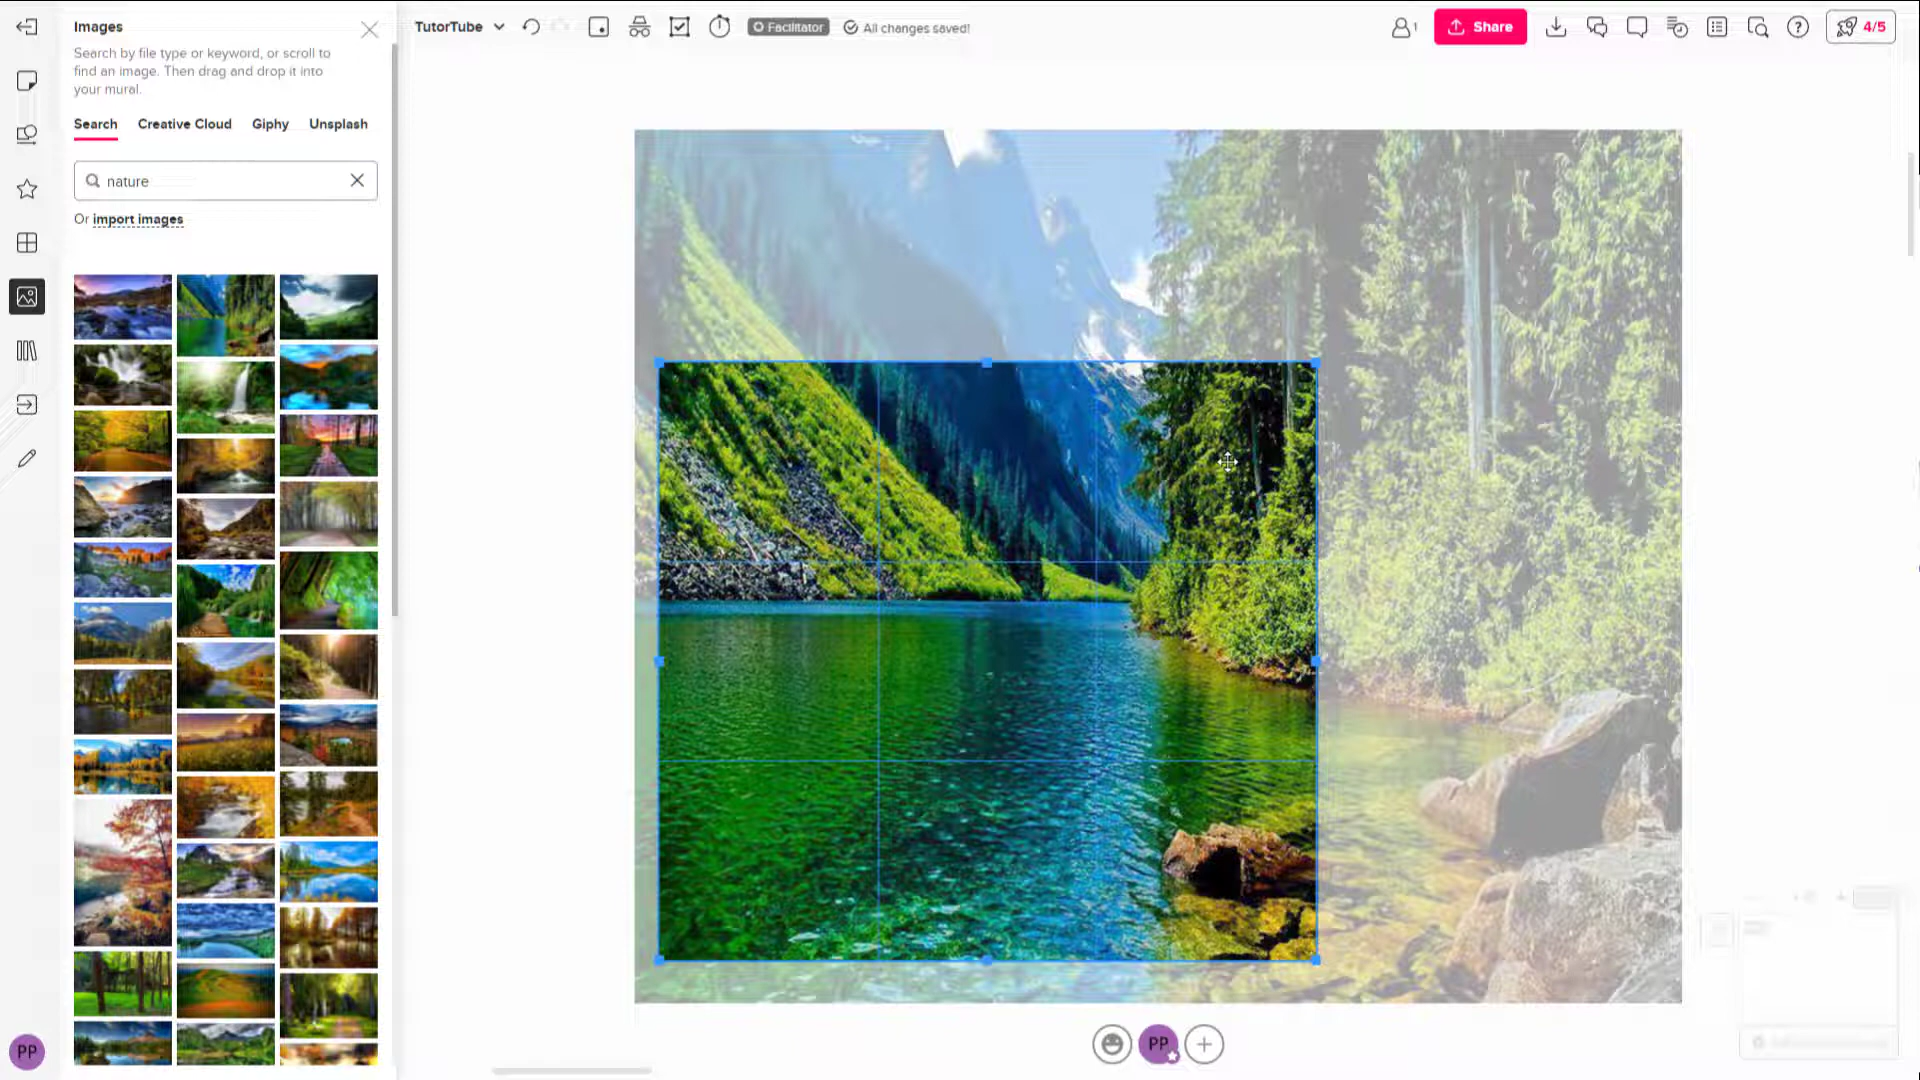 Images
Search by file type or keyword, or scroll to
find an image. Then drag and drop it into
your mural.
Search Creative Cloud Giphy Unsplash
nature
Or import images
TutorTube
Facilitator
All changes saved!
1
Share
4/5
PP
PP